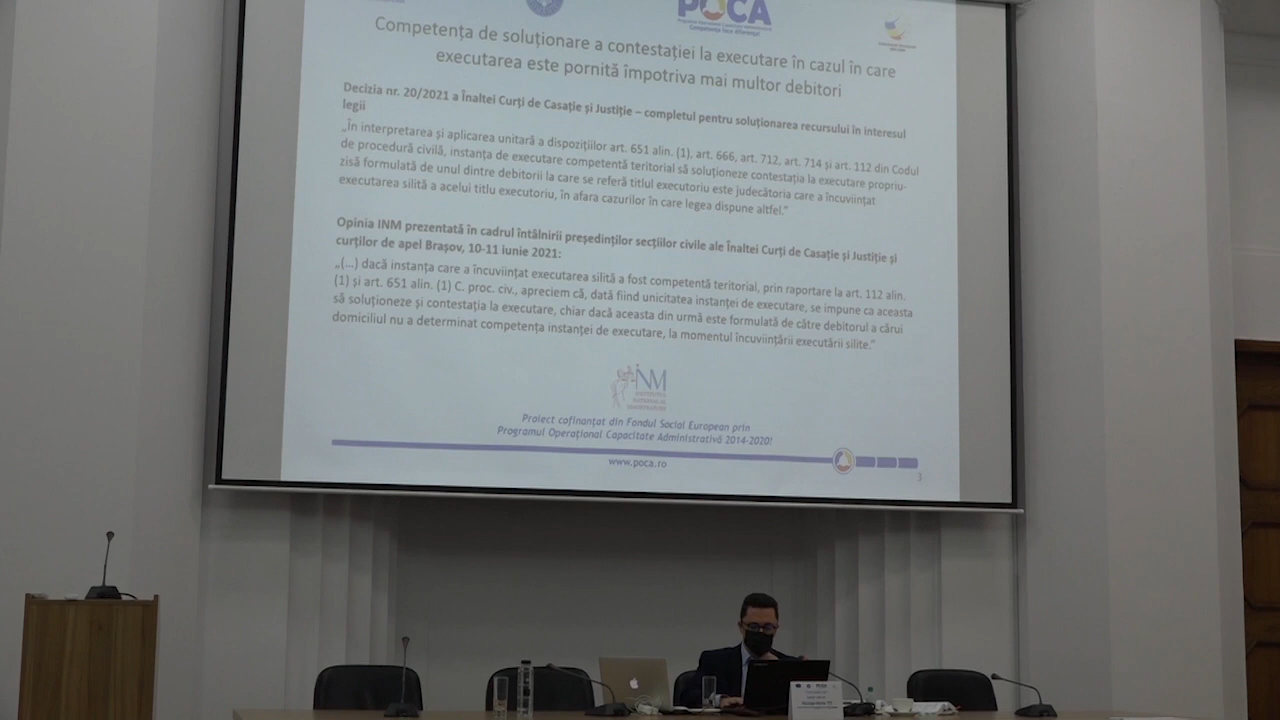 POCA
Competența face diferența!
Competența de soluționare a contestației la executare în cazul în care
executarea este pornită împotriva mai multor debitori
Decizia nr. 20/2021 a Înaltei Curți de Casație și Justiție – completul pentru soluționarea recursului în interesul
legii
„În interpretarea și aplicarea unitară a dispozițiilor art. 651 alin. (1), art. 666, art. 712, art. 714 și art. 112 din Codul
de procedură civilă, instanța de executare competentă teritorial să soluționeze contestația la executare propriu-
zisă formulată de unul dintre debitorii la care se referă titlul executoriu este judecătoria care a încuviințat
executarea silită a acelui titlu executoriu, în afara cazurilor în care legea dispune altfel.”
Opinia INM prezentată în cadrul întâlnirii președinților secțiilor civile ale Înaltei Curți de Casație și Justiție și
curților de apel Brașov, 10-11 iunie 2021:
„(...) dacă instanța care a încuviințat executarea silită a fost competentă teritorial, prin raportare la art. 112 alin.
(1) și art. 651 alin. (1) C. proc. civ., apreciem că, dată fiind unicitatea instanței de executare, se impune ca aceasta
să soluționeze și contestația la executare, chiar dacă aceasta din urmă este formulată de către debitorul a cărui
domiciliul nu a determinat competența instanței de executare, la momentul încuviințării executării silite.”
INM
Proiect cofinanțat din Fondul Social European prin
Programul Operațional Capacitate Administrativă 2014-2020!
www.poca.ro
3